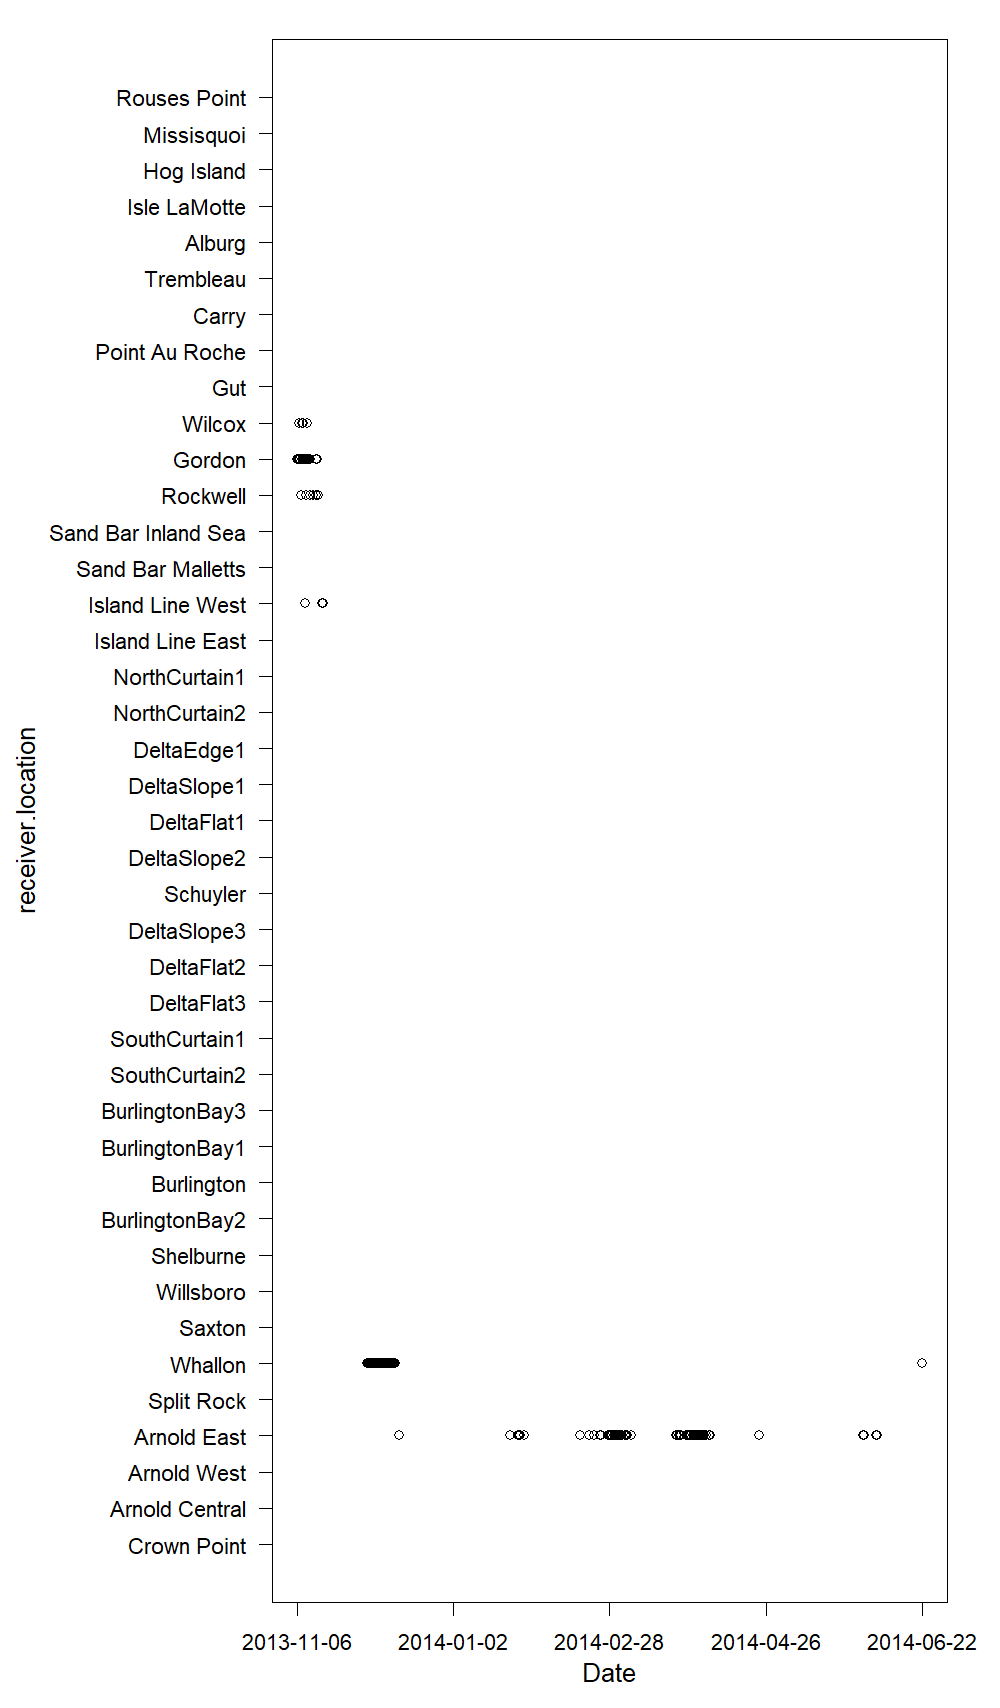 Rouses Point
Missisquoi
Hog Island
Isle LaMotte
Alburg
Trembleau
Carry
Point Au Roche
Gut
Wilcox
Gordon
Rockwell
Sand Bar Inland Sea
Sand Bar Malletts
Island Line West
Island Line East
NorthCurtain1
NorthCurtain2
DeltaEdge1
DeltaSlope1
DeltaFlat1
DeltaSlope2
Schuyler
DeltaSlope3
DeltaFlat2
DeltaFlat3
SouthCurtain1
SouthCurtain2
BurlingtonBay3
BurlingtonBay1
Burlington
BurlingtonBay2
Shelburne
Willsboro
Saxton
Whallon
Split Rock
Arnold East
Arnold West
Arnold Central
Crown Point
receiver.location
2013-11-06 2014-01-02 2014-02-28 2014-04-26 2014-06-22
Date